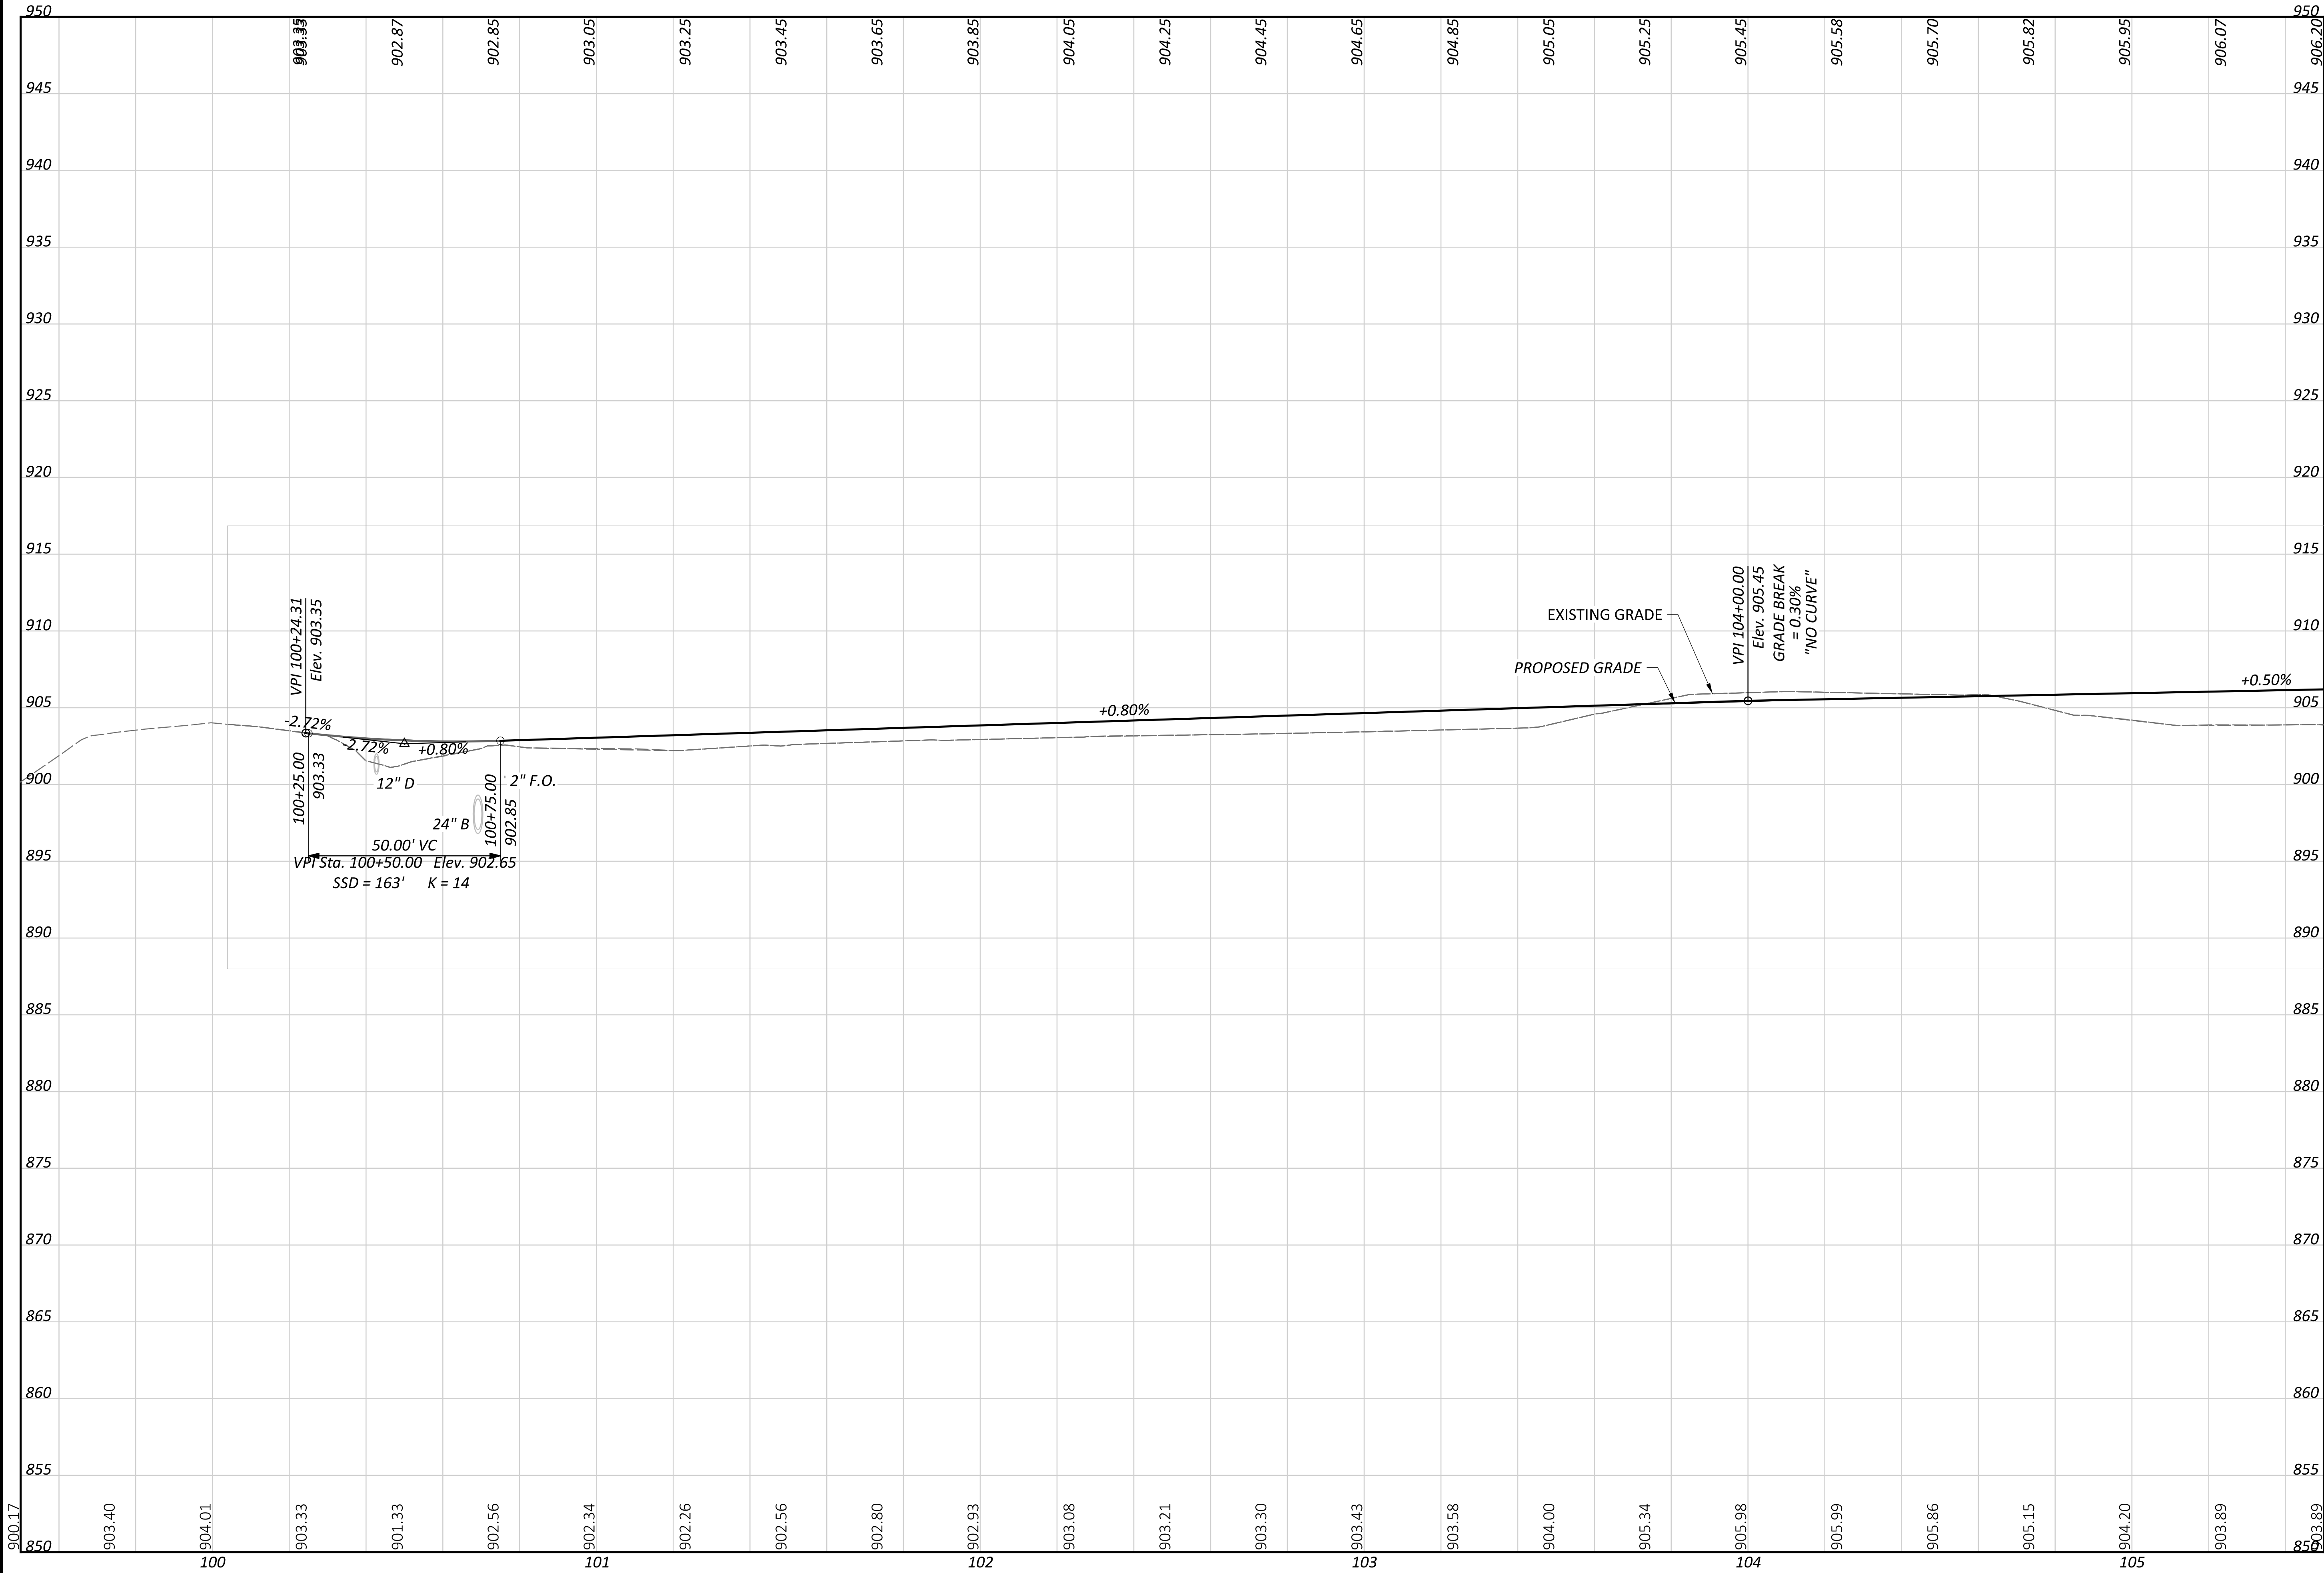 950 950
903.35 903.33 902.87 902.85 903.05 903.25 903.45 903.65 903.85 904.05 904.25 904.45 904.65 904.85 905.05 905.25 905.45 905.58 905.70 905.82 905.95 906.07 906.20
945 945
940 940
935 935
930 930
925 925
920 920
915 915
VPI 100+24.31
Elev. 903.35
EXISTING GRADE
PROPOSED GRADE
VPI 104+00.00
Elev. 905.45
GRADE BREAK
= 0.30%
"NO CURVE"
910 910
905 905
-2.72%
-2.72%
+0.80%
+0.80%
+0.50%
900 900
100+25.00
903.33
12" D
24" B
100+75.00
902.85
2" F.O.
895 895
50.00' VC
VPI Sta. 100+50.00 Elev. 902.65
SSD = 163' K = 14
890 890
885 885
880 880
875 875
870 870
865 865
860 860
855 855
900.17 903.40 904.01 903.33 901.33 902.56 902.34 902.26 902.56 902.80 902.93 903.08 903.21 903.30 903.43 903.58 904.00 905.34 905.98 905.99 905.86 905.15 904.20 903.89 903.89
850 850
100 101 102 103 104 105